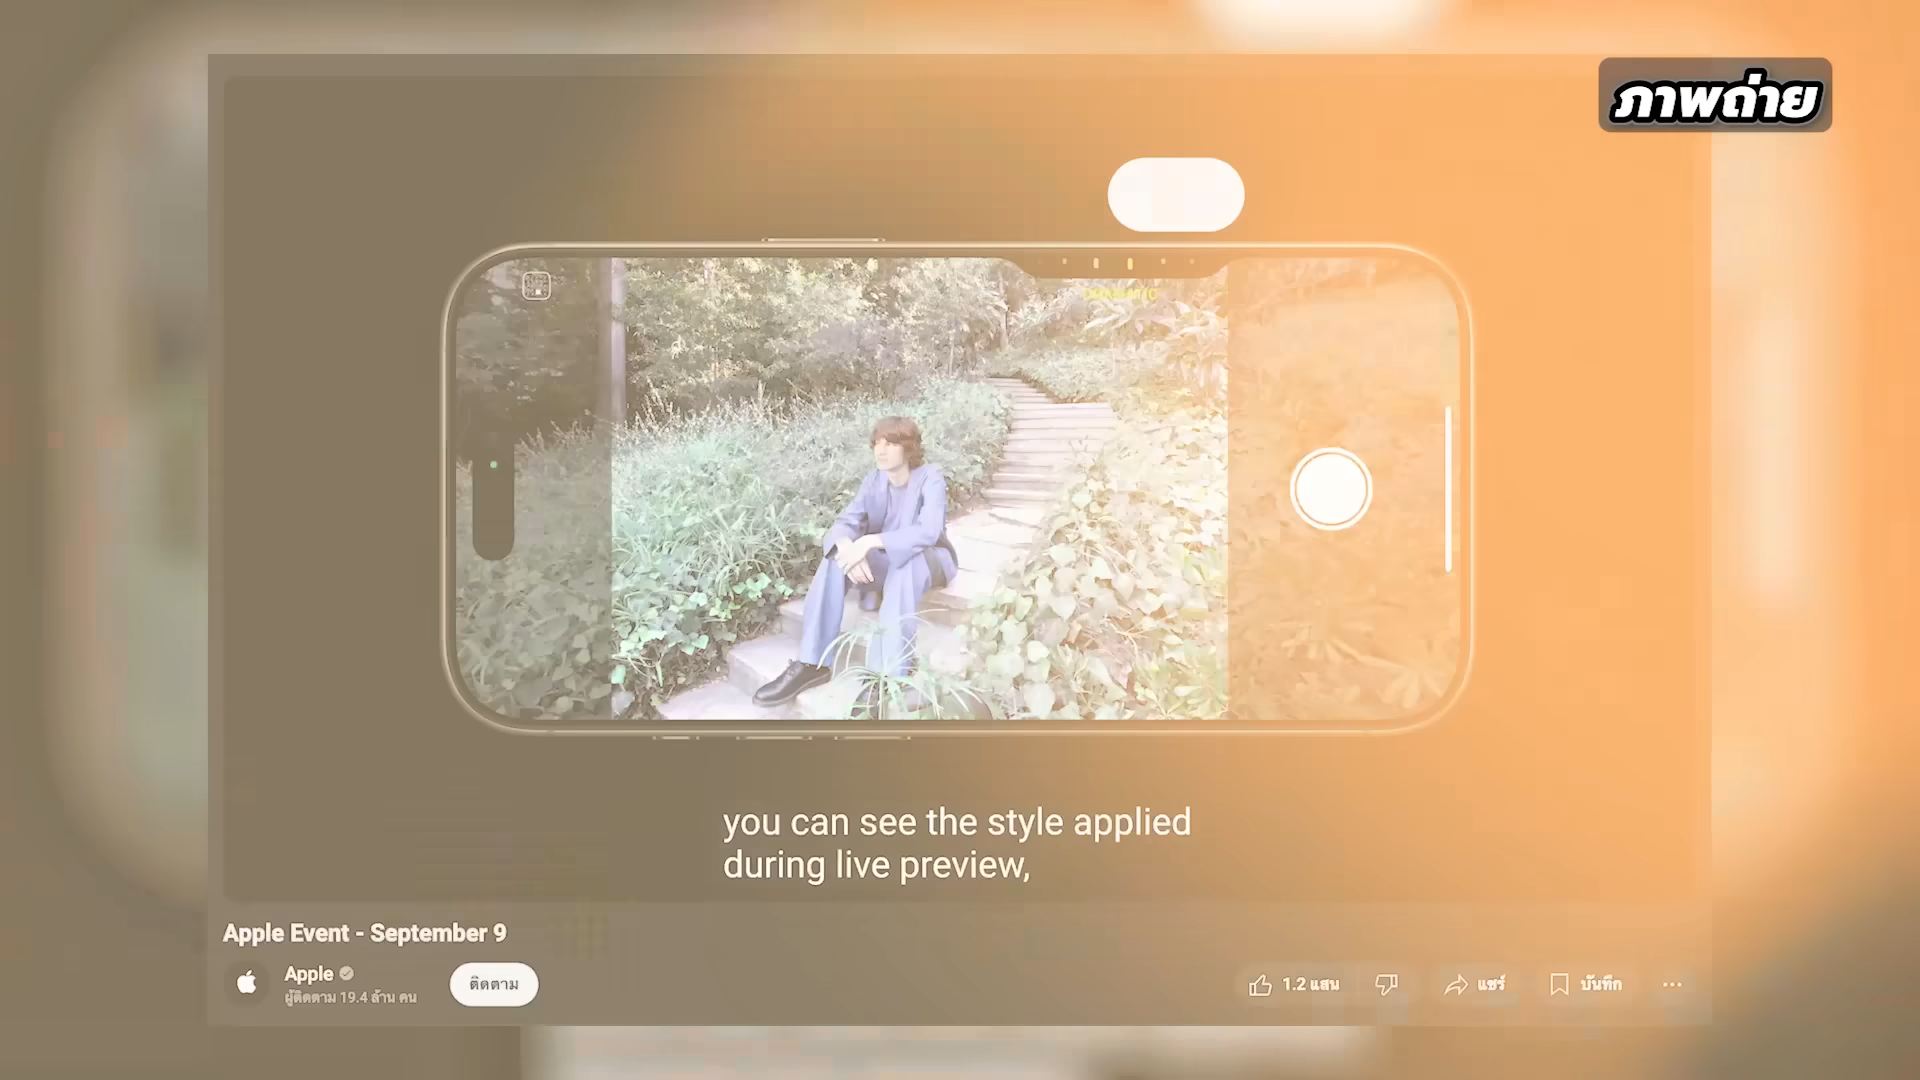 ภาพถ่าย
you can see the style applied
during live preview,
Apple Event - September 9
Apple
ผู้ติดตาม 19.4 ล้าน คน
ติดตาม
1.2 แสน
แชร์
บันทึก